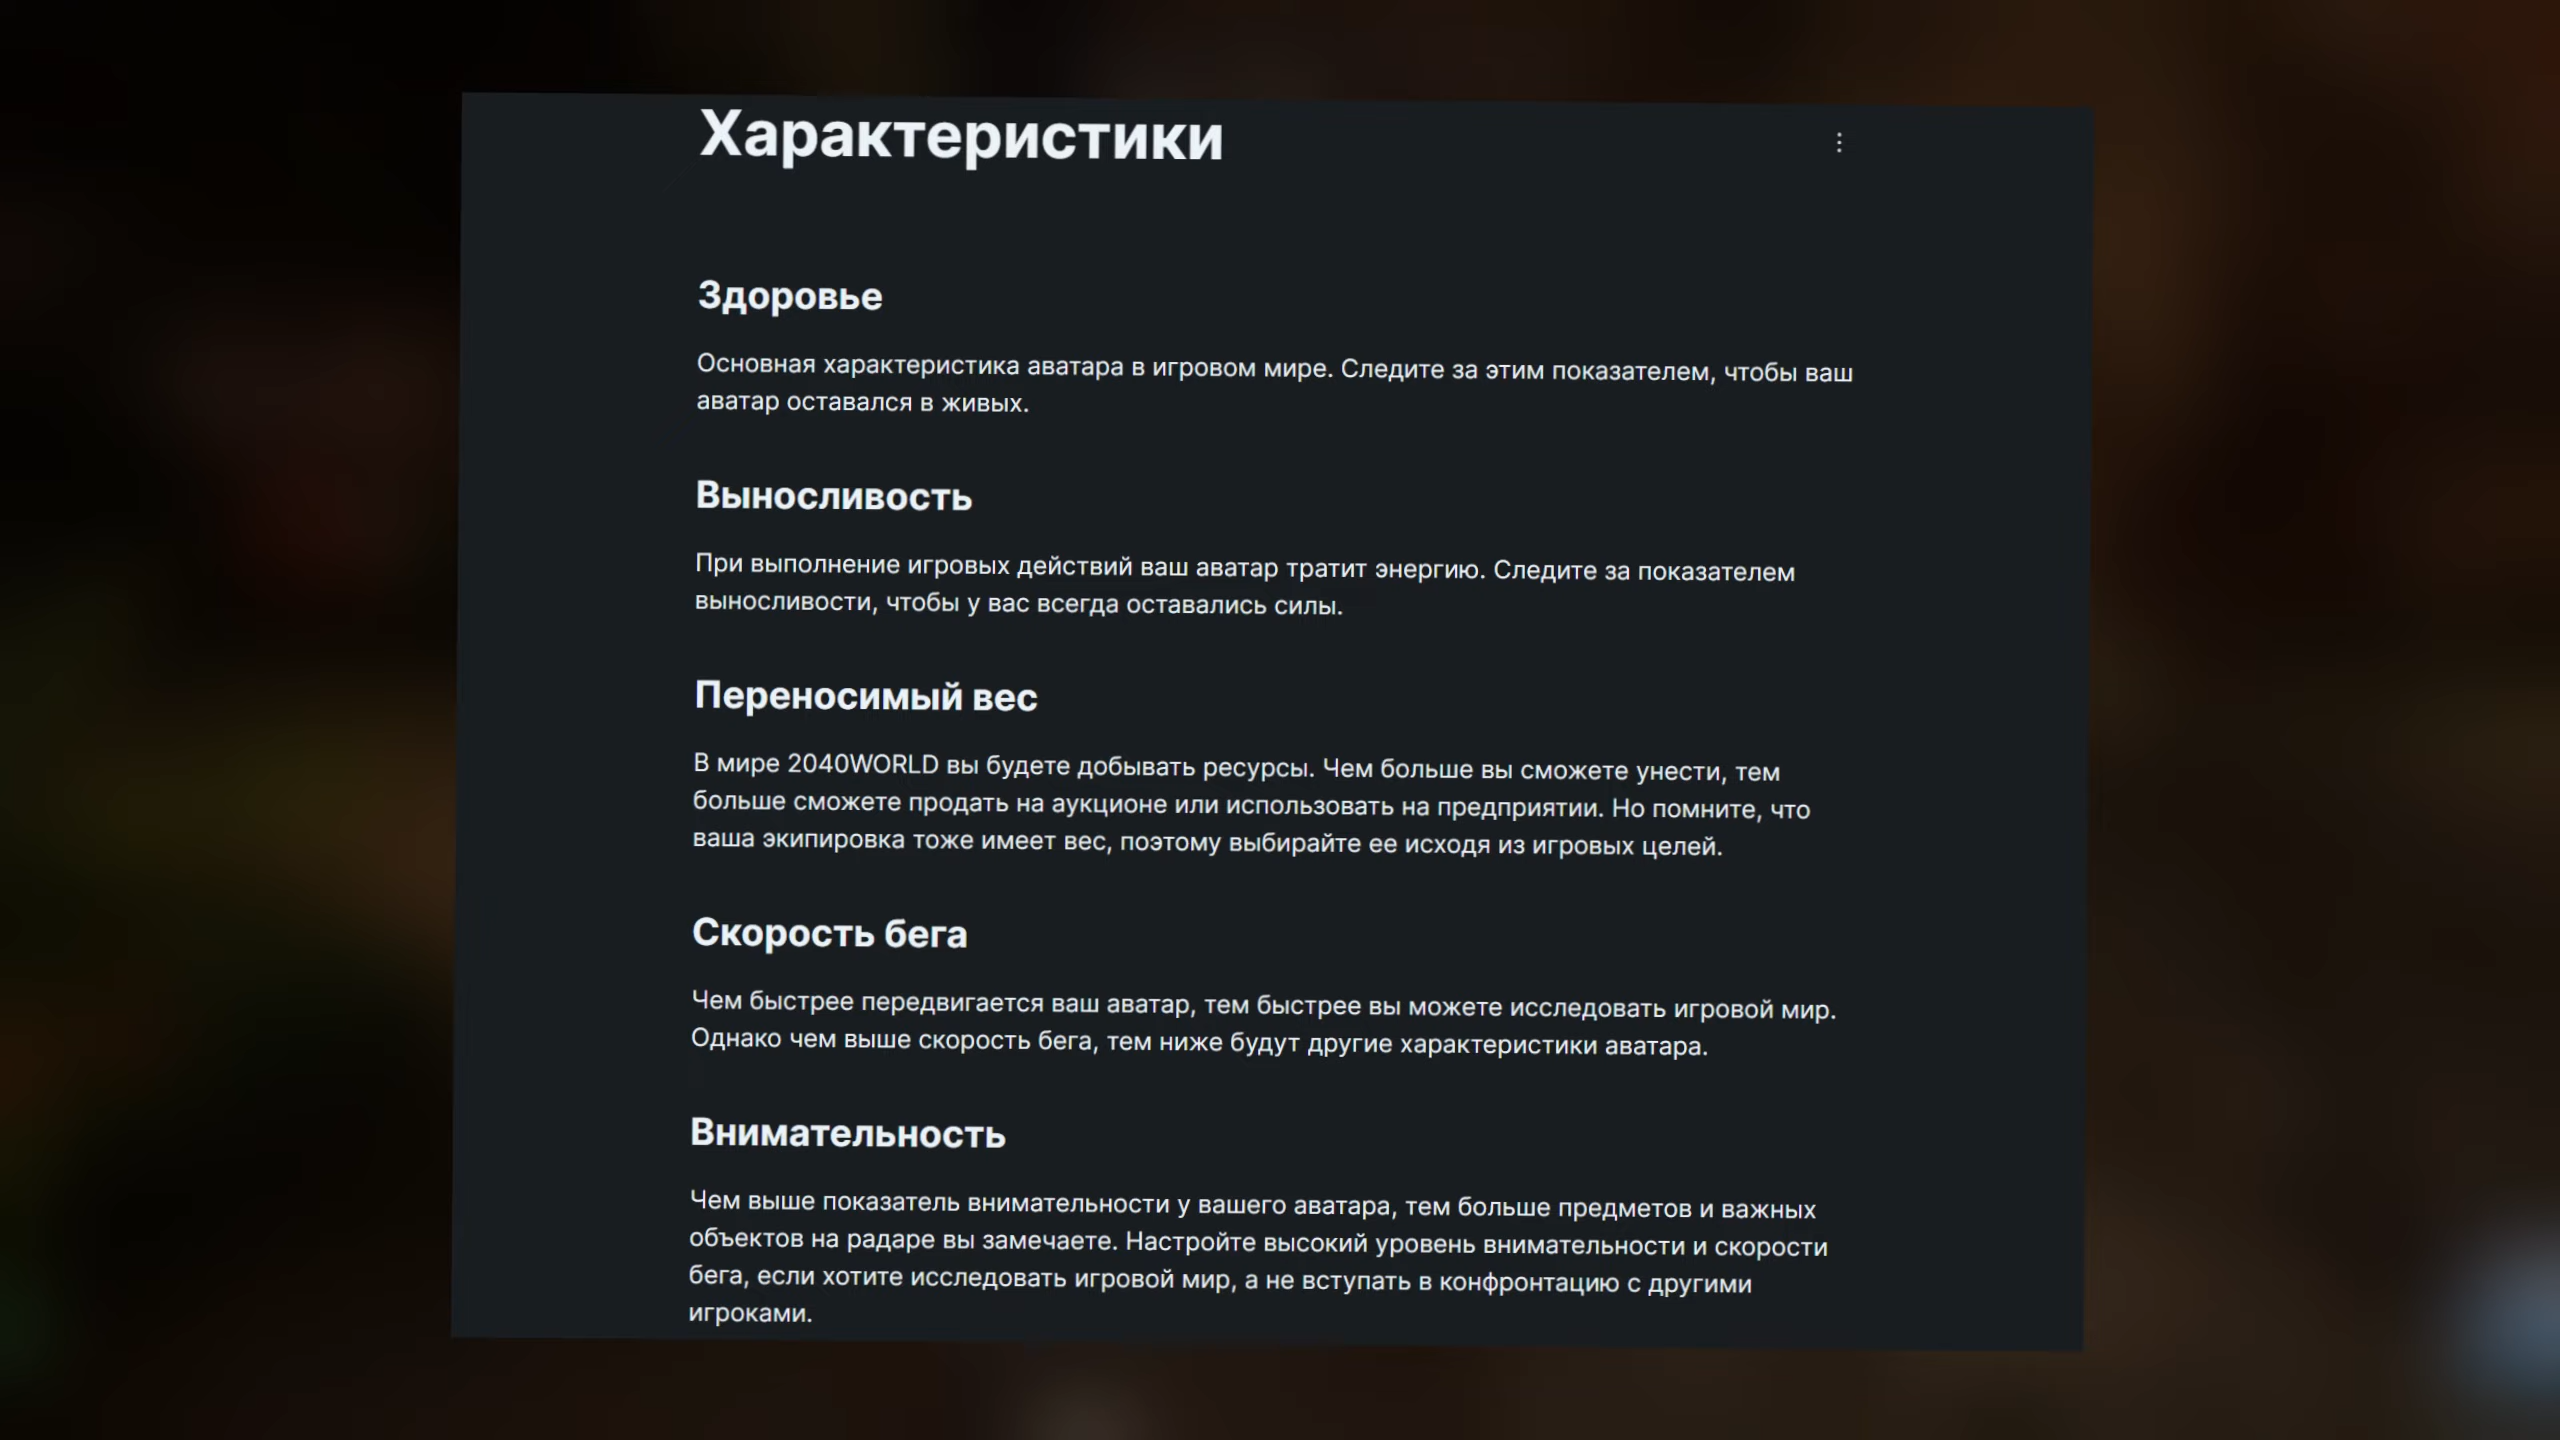 Характеристики
Здоровье
Основная характеристика аватара в игровом мире. Следите за этим показателем, чтобы ваш
аватар оставался в живых.
Выносливость
При выполнение игровых действий ваш аватар тратит энергию. Следите за показателем
выносливости, чтобы у вас всегда оставались силы.
Переносимый вес
В мире 2040WORLD вы будете добывать ресурсы. Чем больше вы сможете унести, тем
больше сможете продать на аукционе или использовать на предприятии. Но помните, что
ваша экипировка тоже имеет вес, поэтому выбирайте ее исходя из игровых целей.
Скорость бега
Чем быстрее передвигается ваш аватар, тем быстрее вы можете исследовать игровой мир.
Однако чем выше скорость бега, тем ниже будут другие характеристики аватара.
Внимательность
Чем выше показатель внимательности у вашего аватара, тем больше предметов и важных
объектов на радаре вы замечаете. Настройте высокий уровень внимательности и скорости
бега, если хотите исследовать игровой мир, а не вступать в конфронтацию с другими
игроками.